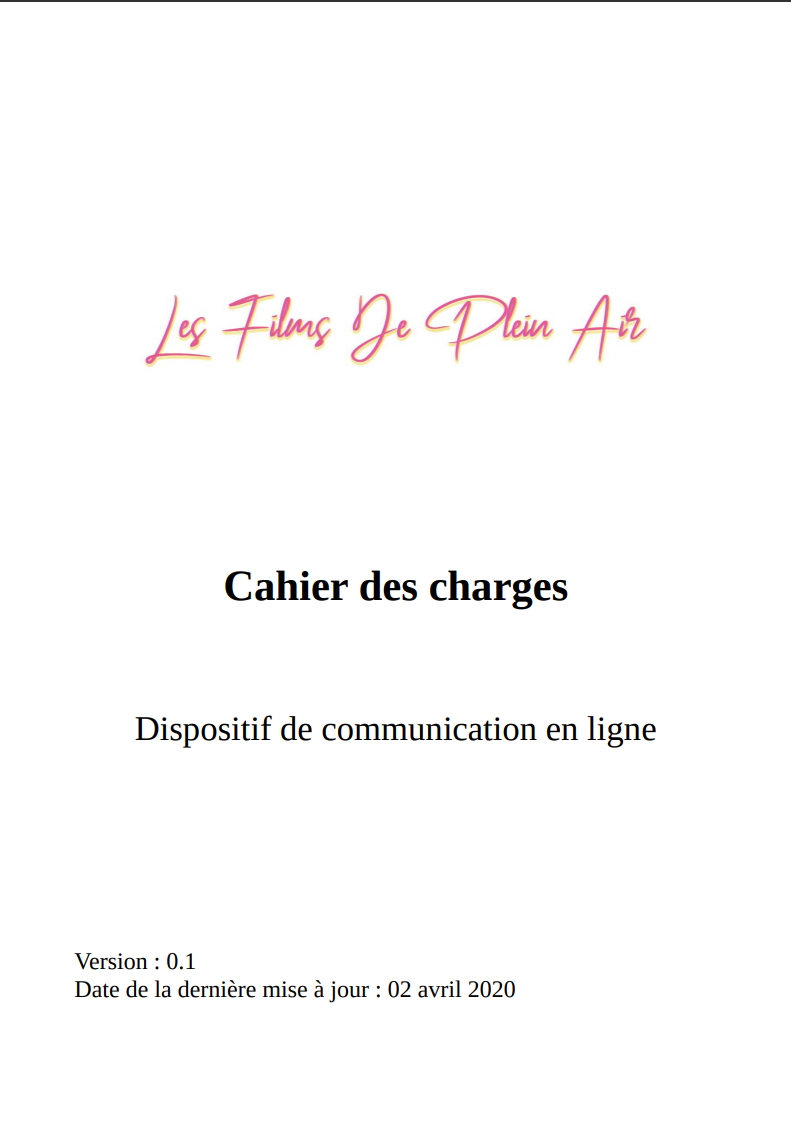 Les Films De Plein Air
Cahier des charges
Dispositif de communication en ligne
Version : 0.1
Date de la dernière mise à jour : 02 avril 2020